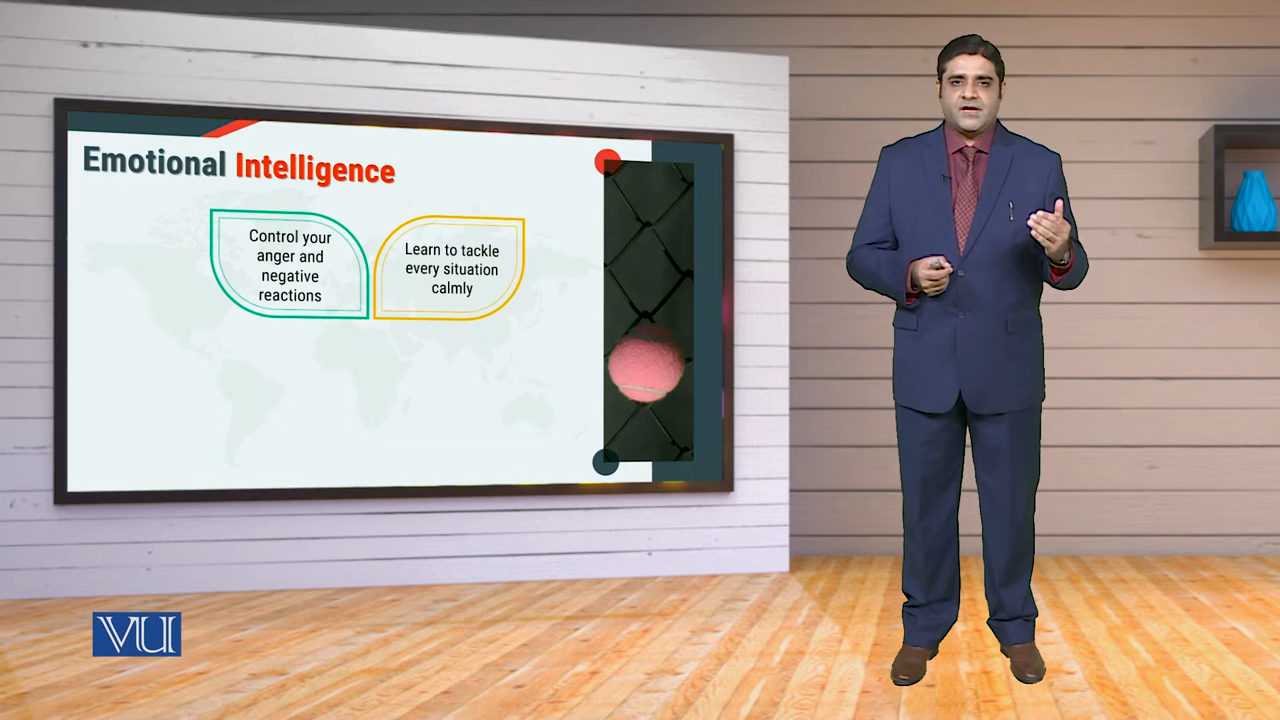 Emotional Intelligence
Control your
anger and
negative
reactions
Learn to tackle
every situation
calmly
VU